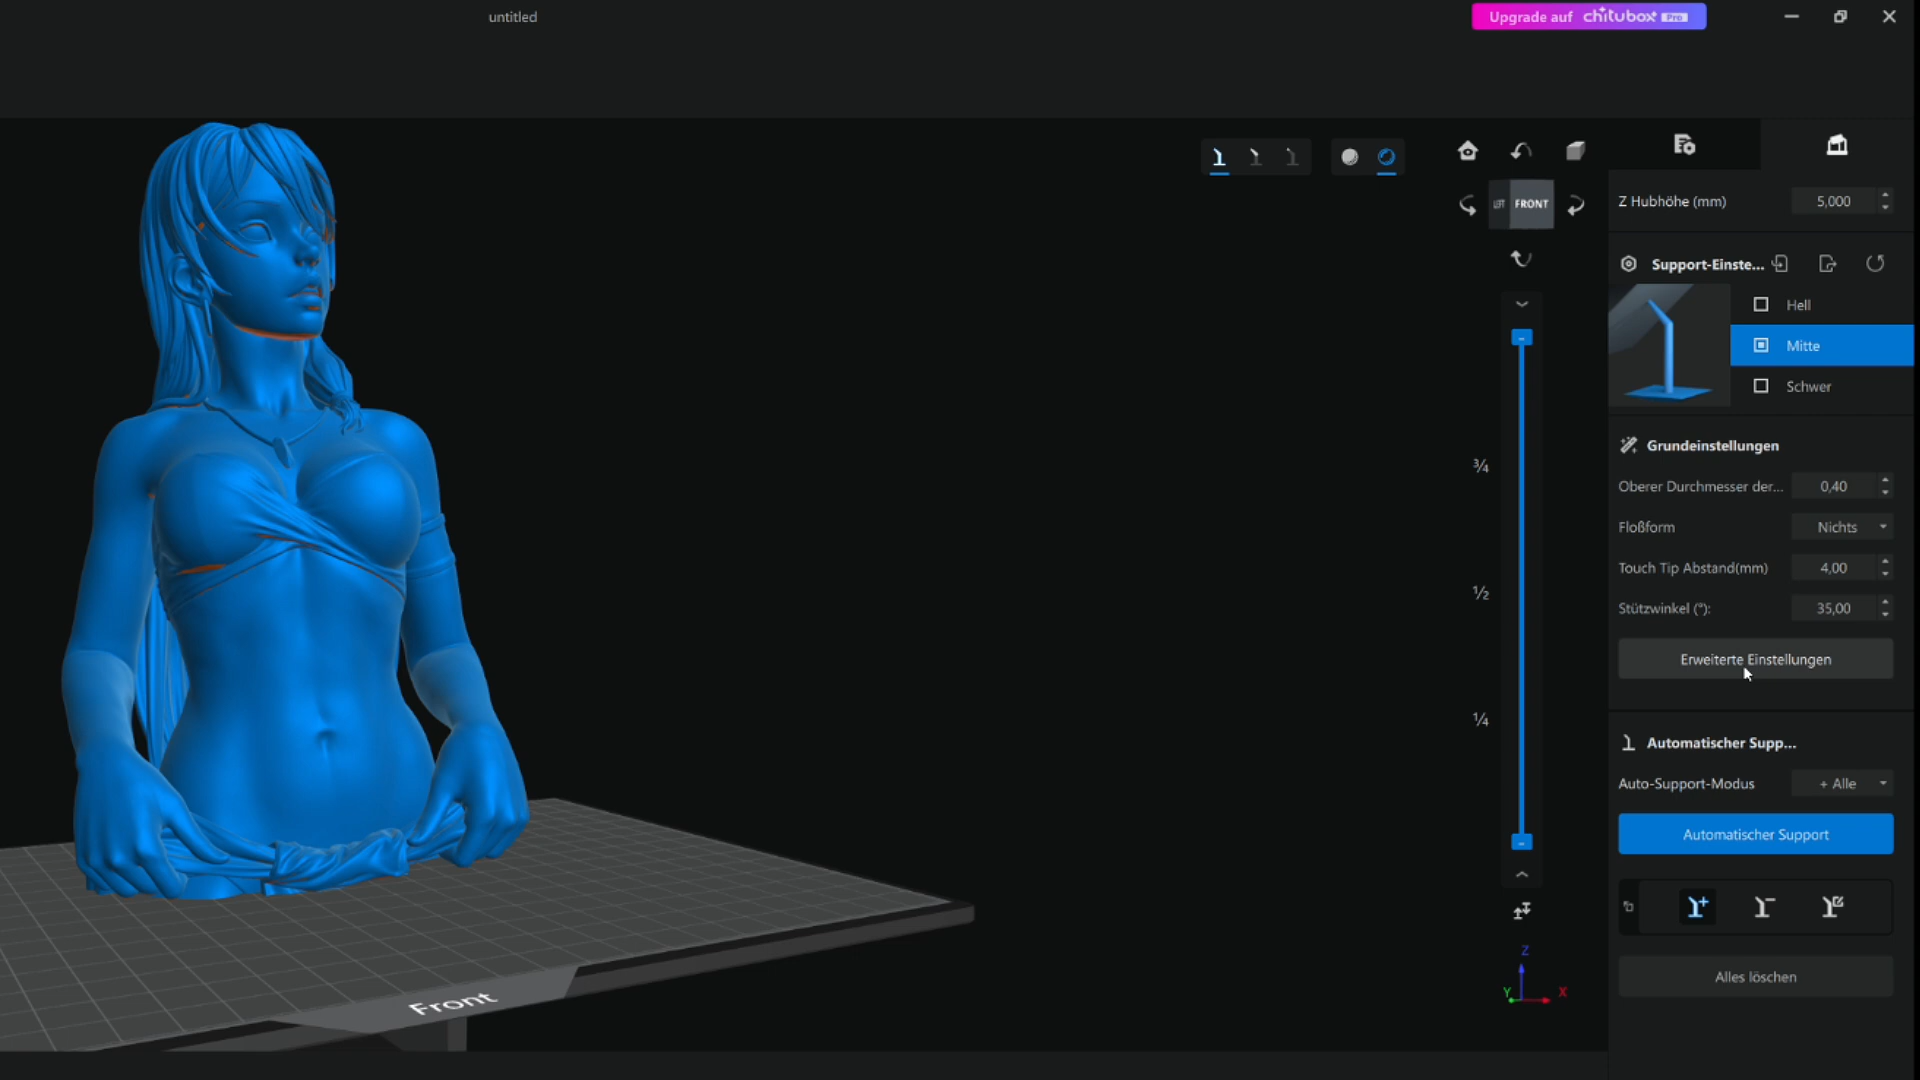 untitled
Upgrade auf chitubox Pro
LEFT FRONT
Z Hubhöhe (mm) 5,000
Support-Einste...
Hell
Mitte
Schwer
Grundeinstellungen
Oberer Durchmesser der... 0,40
Floßform Nichts
Touch Tip Abstand(mm) 4,00
Stützwinkel (°): 35,00
Erweiterte Einstellungen
Automatischer Supp...
Auto-Support-Modus + Alle
Automatischer Support
Alles löschen
¾
½
¼
Z
Y X
Front